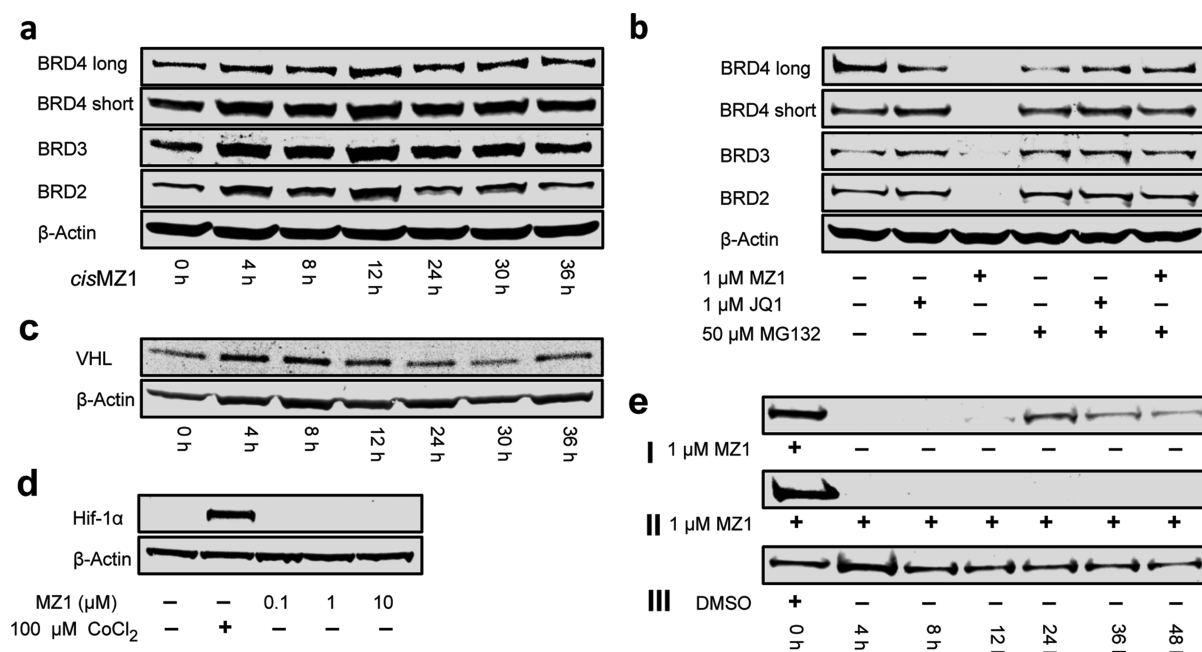 a
BRD4 long
BRD4 short
BRD3
BRD2
β-Actin
cisMZ1 0 h 4 h 8 h 12 h 24 h 30 h 36 h
b
BRD4 long
BRD4 short
BRD3
BRD2
β-Actin
1 µM MZ1 – – + – – +
1 µM JQ1 – + – – + –
50 µM MG132 – – – + + +
c
VHL
β-Actin
0 h 4 h 8 h 12 h 24 h 30 h 36 h
d
Hif-1α
β-Actin
MZ1 (µM) – – 0.1 1 10
100 µM CoCl2 – + – – –
e
I 1 µM MZ1 + – – – – – –
II 1 µM MZ1 + + + + + + +
III DMSO + – – – – – –
0 h 4 h 8 h 12 24 36 48